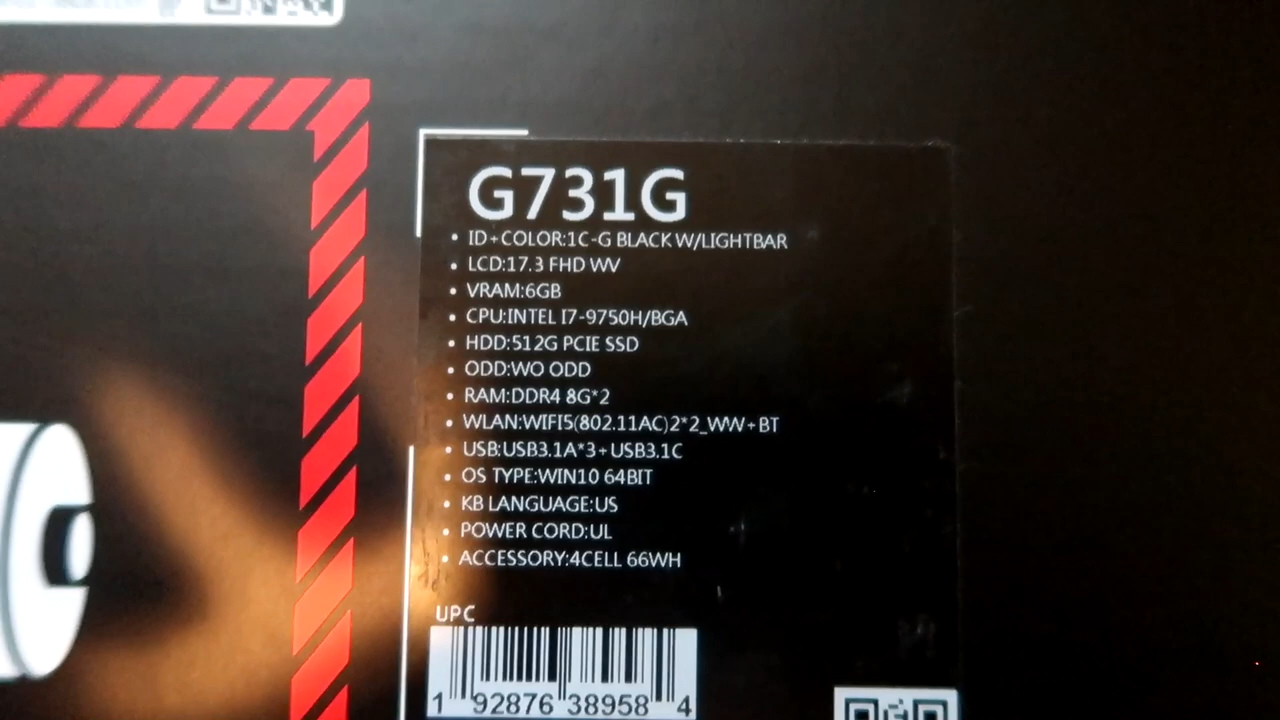 G731G
• ID+COLOR:1C-G BLACK W/LIGHTBAR
• LCD:17.3 FHD WV
• VRAM:6GB
• CPU:INTEL I7-9750H/BGA
• HDD:512G PCIE SSD
• ODD:WO ODD
• RAM:DDR4 8G*2
• WLAN:WIFI5(802.11AC)2*2_WW+BT
• USB:USB3.1A*3+USB3.1C
• OS TYPE:WIN10 64BIT
• KB LANGUAGE:US
• POWER CORD:UL
• ACCESSORY:4CELL 66WH
UPC
1 92876 38958 4